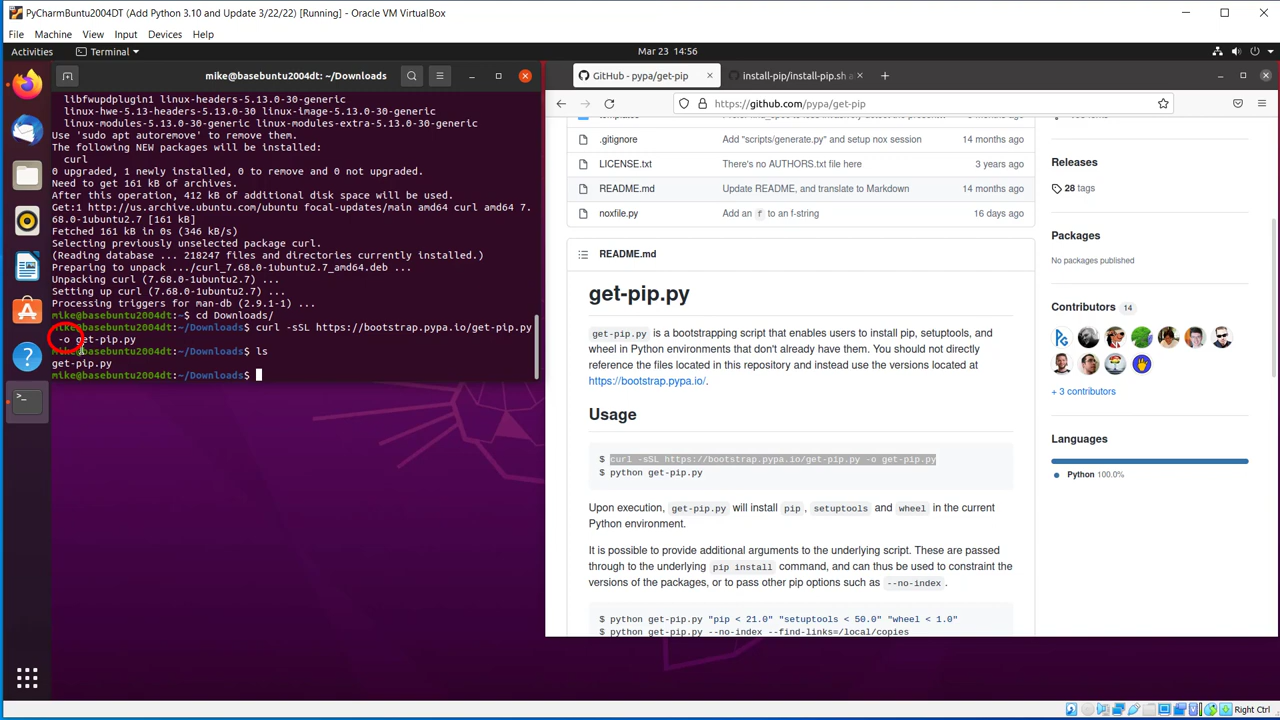 PyCharmBuntu2004DT (Add Python 3.10 and Update 3/22/22) [Running] - Oracle VM VirtualBox
File Machine View Input Devices Help
Activities Terminal Mar 23 14:56
mike@basebuntu2004dt: ~/Downloads
libfwupdplugin1 linux-headers-5.13.0-30-generic
linux-hwe-5.13-headers-5.13.0-30 linux-image-5.13.0-30-generic
linux-modules-5.13.0-30-generic linux-modules-extra-5.13.0-30-generic
Use 'sudo apt autoremove' to remove them.
The following NEW packages will be installed:
curl
0 upgraded, 1 newly installed, 0 to remove and 0 not upgraded.
Need to get 161 kB of archives.
After this operation, 412 kB of additional disk space will be used.
Get:1 http://us.archive.ubuntu.com/ubuntu focal-updates/main amd64 curl amd64 7.
68.0-1ubuntu2.7 [161 kB]
Fetched 161 kB in 0s (346 kB/s)
Selecting previously unselected package curl.
(Reading database ... 218247 files and directories currently installed.)
Preparing to unpack .../curl_7.68.0-1ubuntu2.7_amd64.deb ...
Unpacking curl (7.68.0-1ubuntu2.7) ...
Setting up curl (7.68.0-1ubuntu2.7) ...
Processing triggers for man-db (2.9.1-1) ...
mike@basebuntu2004dt:~$ cd Downloads/
mike@basebuntu2004dt:~/Downloads$ curl -sSL https://bootstrap.pypa.io/get-pip.py
-o get-pip.py
mike@basebuntu2004dt:~/Downloads$ ls
get-pip.py
mike@basebuntu2004dt:~/Downloads$
GitHub - pypa/get-pip
install-pip/install-pip.sh a
https://github.com/pypa/get-pip
.gitignore Add "scripts/generate.py" and setup nox session 14 months ago
LICENSE.txt There's no AUTHORS.txt file here 3 years ago
README.md Update README, and translate to Markdown 14 months ago
noxfile.py Add an f to an f-string 16 days ago
README.md
get-pip.py
get-pip.py is a bootstrapping script that enables users to install pip, setuptools, and
wheel in Python environments that don't already have them. You should not directly
reference the files located in this repository and instead use the versions located at
https://bootstrap.pypa.io/.
Usage
$ curl -sSL https://bootstrap.pypa.io/get-pip.py -o get-pip.py
$ python get-pip.py
Upon execution, get-pip.py will install pip, setuptools and wheel in the current
Python environment.
It is possible to provide additional arguments to the underlying script. These are passed
through to the underlying pip install command, and can thus be used to constraint the
versions of the packages, or to pass other pip options such as --no-index.
$ python get-pip.py "pip < 21.0" "setuptools < 50.0" "wheel < 1.0"
$ python get-pip.py --no-index --find-links=/local/copies
Releases
28 tags
Packages
No packages published
Contributors 14
+ 3 contributors
Languages
Python 100.0%
Right Ctrl